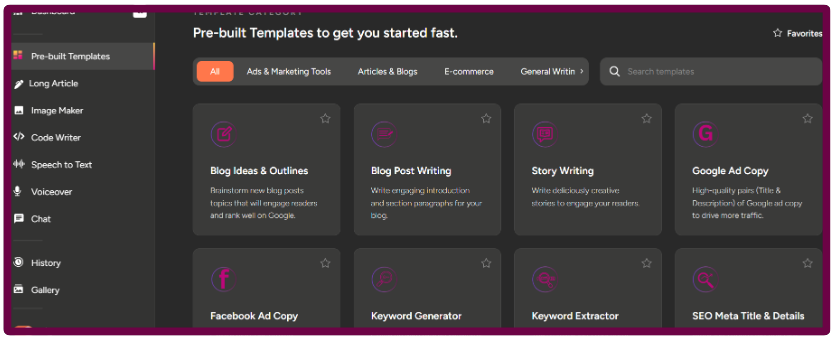 Dashboard
TEMPLATE CATEGORY
Pre-built Templates to get you started fast.
Favorites
Pre-built Templates
Long Article
Image Maker
Code Writer
Speech to Text
Voiceover
Chat
History
Gallery
All
Ads & Marketing Tools
Articles & Blogs
E-commerce
General Writin
Search templates
Blog Ideas & Outlines
Brainstorm new blog posts
topics that will engage readers
and rank well on Google.
Blog Post Writing
Write engaging introduction
and section paragraphs for your
blog.
Story Writing
Write deliciously creative
stories to engage your readers.
G
Google Ad Copy
High-quality pairs (Title &
Description) of Google ad copy
to drive more traffic.
f
Facebook Ad Copy
Keyword Generator
Keyword Extractor
SEO Meta Title & Details